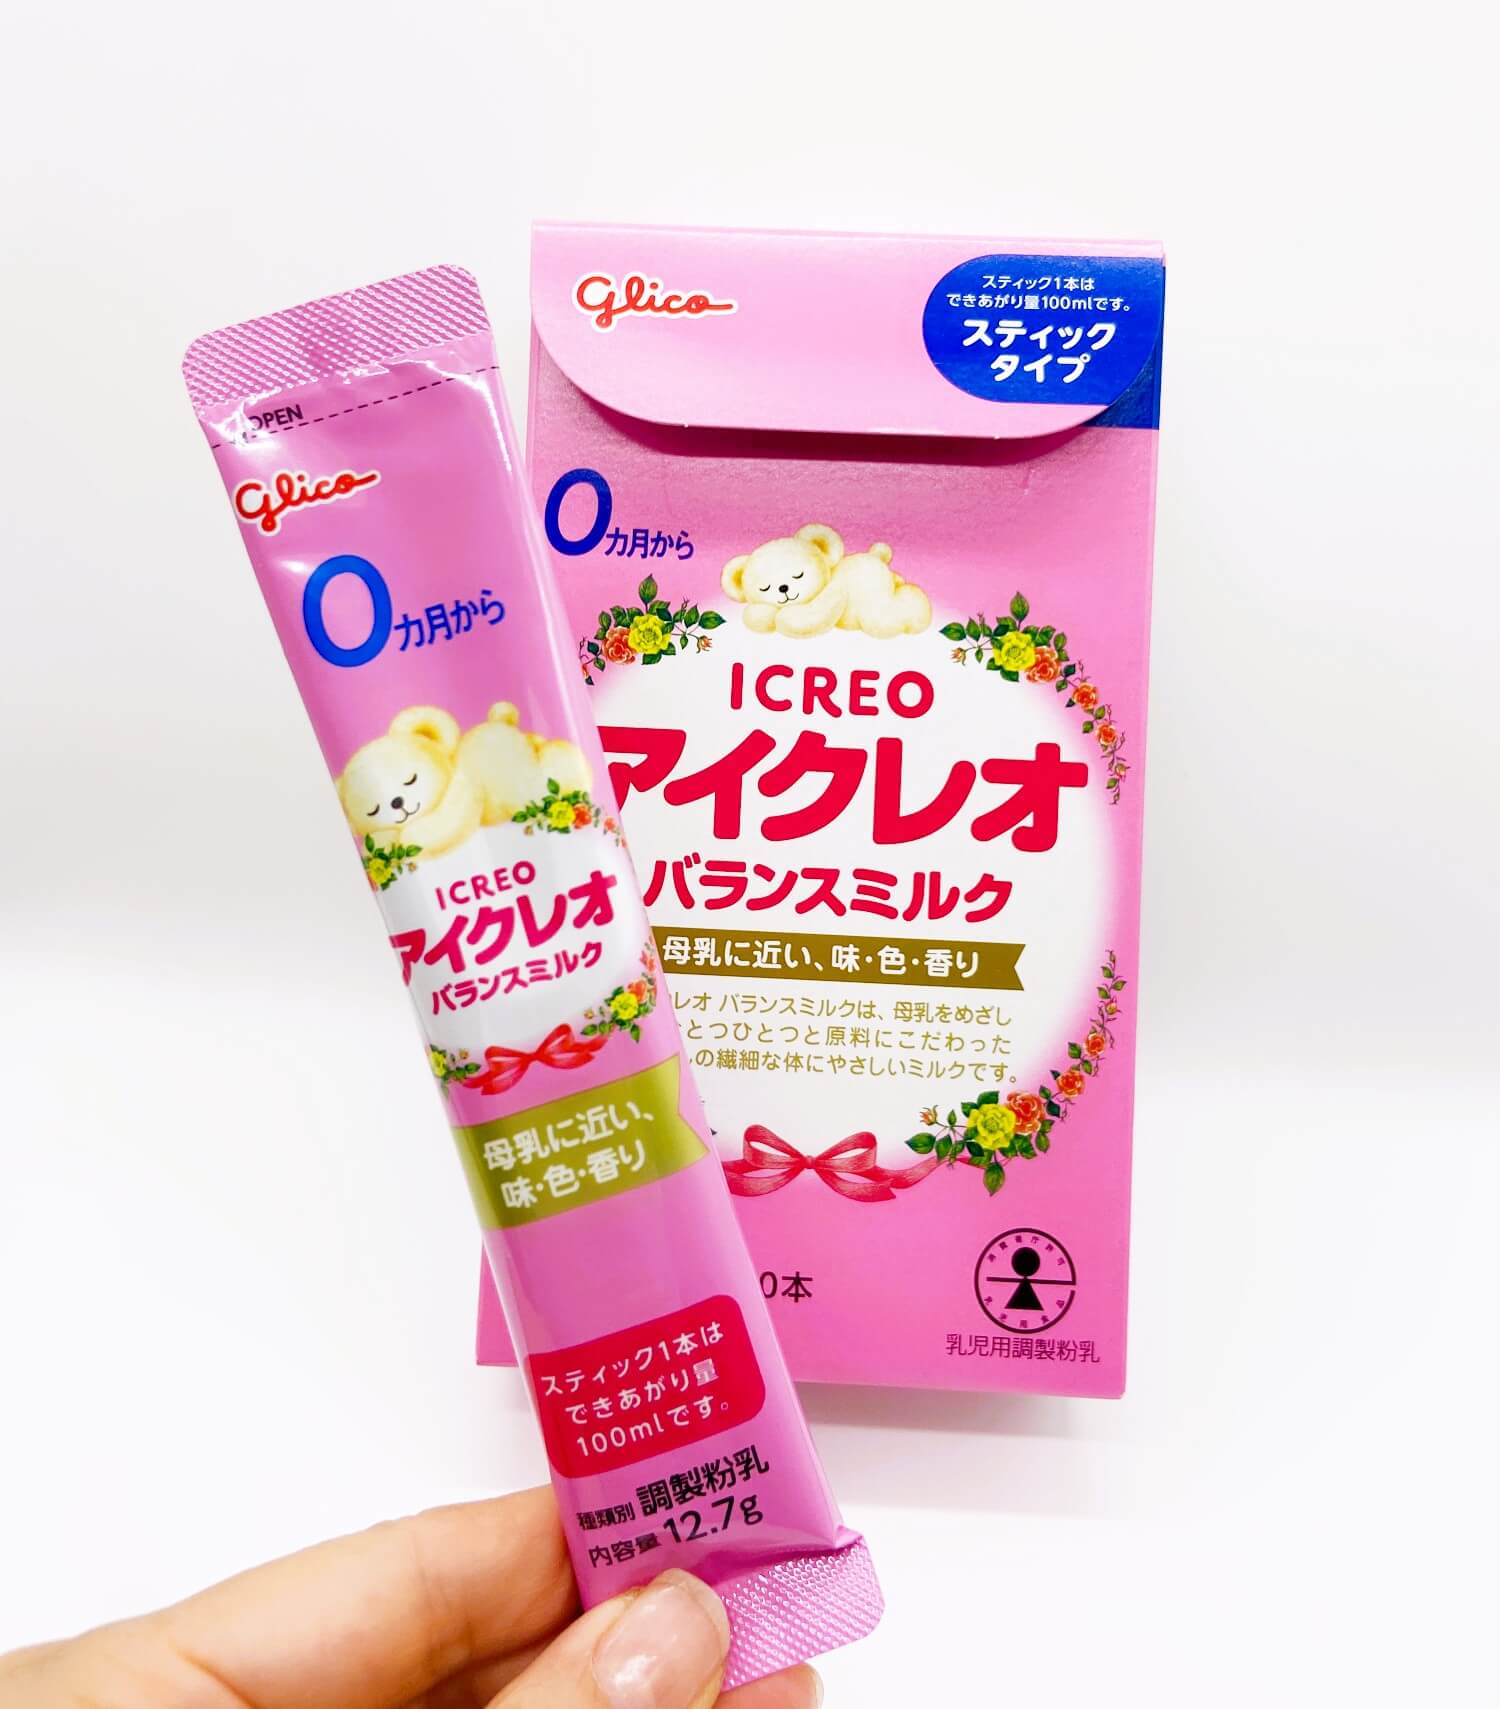 OPEN
glico
0カ月から
ICREO
アイクレオ
バランスミルク
母乳に近い、
味・色・香り
スティック1本は
できあがり量
100mlです。
種類別 調製粉乳
内容量 12.7g
glico
スティック1本は
できあがり量100mlです。
スティック
タイプ
0カ月から
ICREO
アイクレオ
バランスミルク
母乳に近い、味・色・香り
レオ バランスミルクは、母乳をめざし
とつひとつと原料にこだわった
の繊細な体にやさしいミルクです。
0本
乳児用調製粉乳